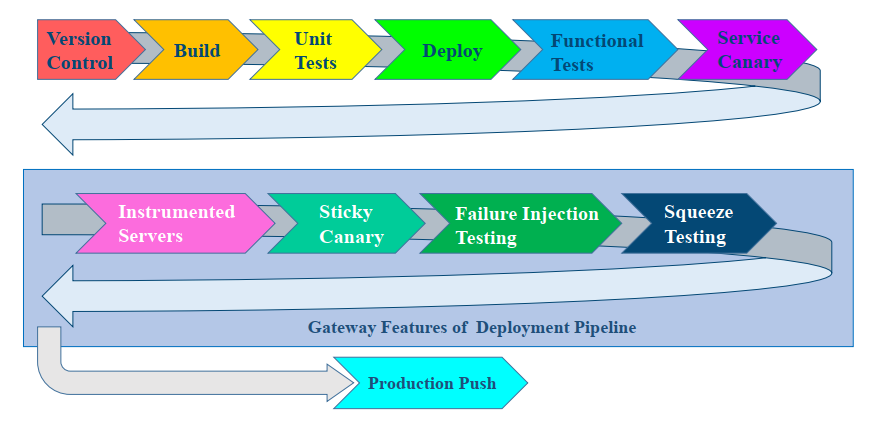 Version
Control
Build
Unit
Tests
Deploy
Functional
Tests
Service
Canary
Instrumented
Servers
Sticky
Canary
Failure Injection
Testing
Squeeze
Testing
Gateway Features of Deployment Pipeline
Production Push